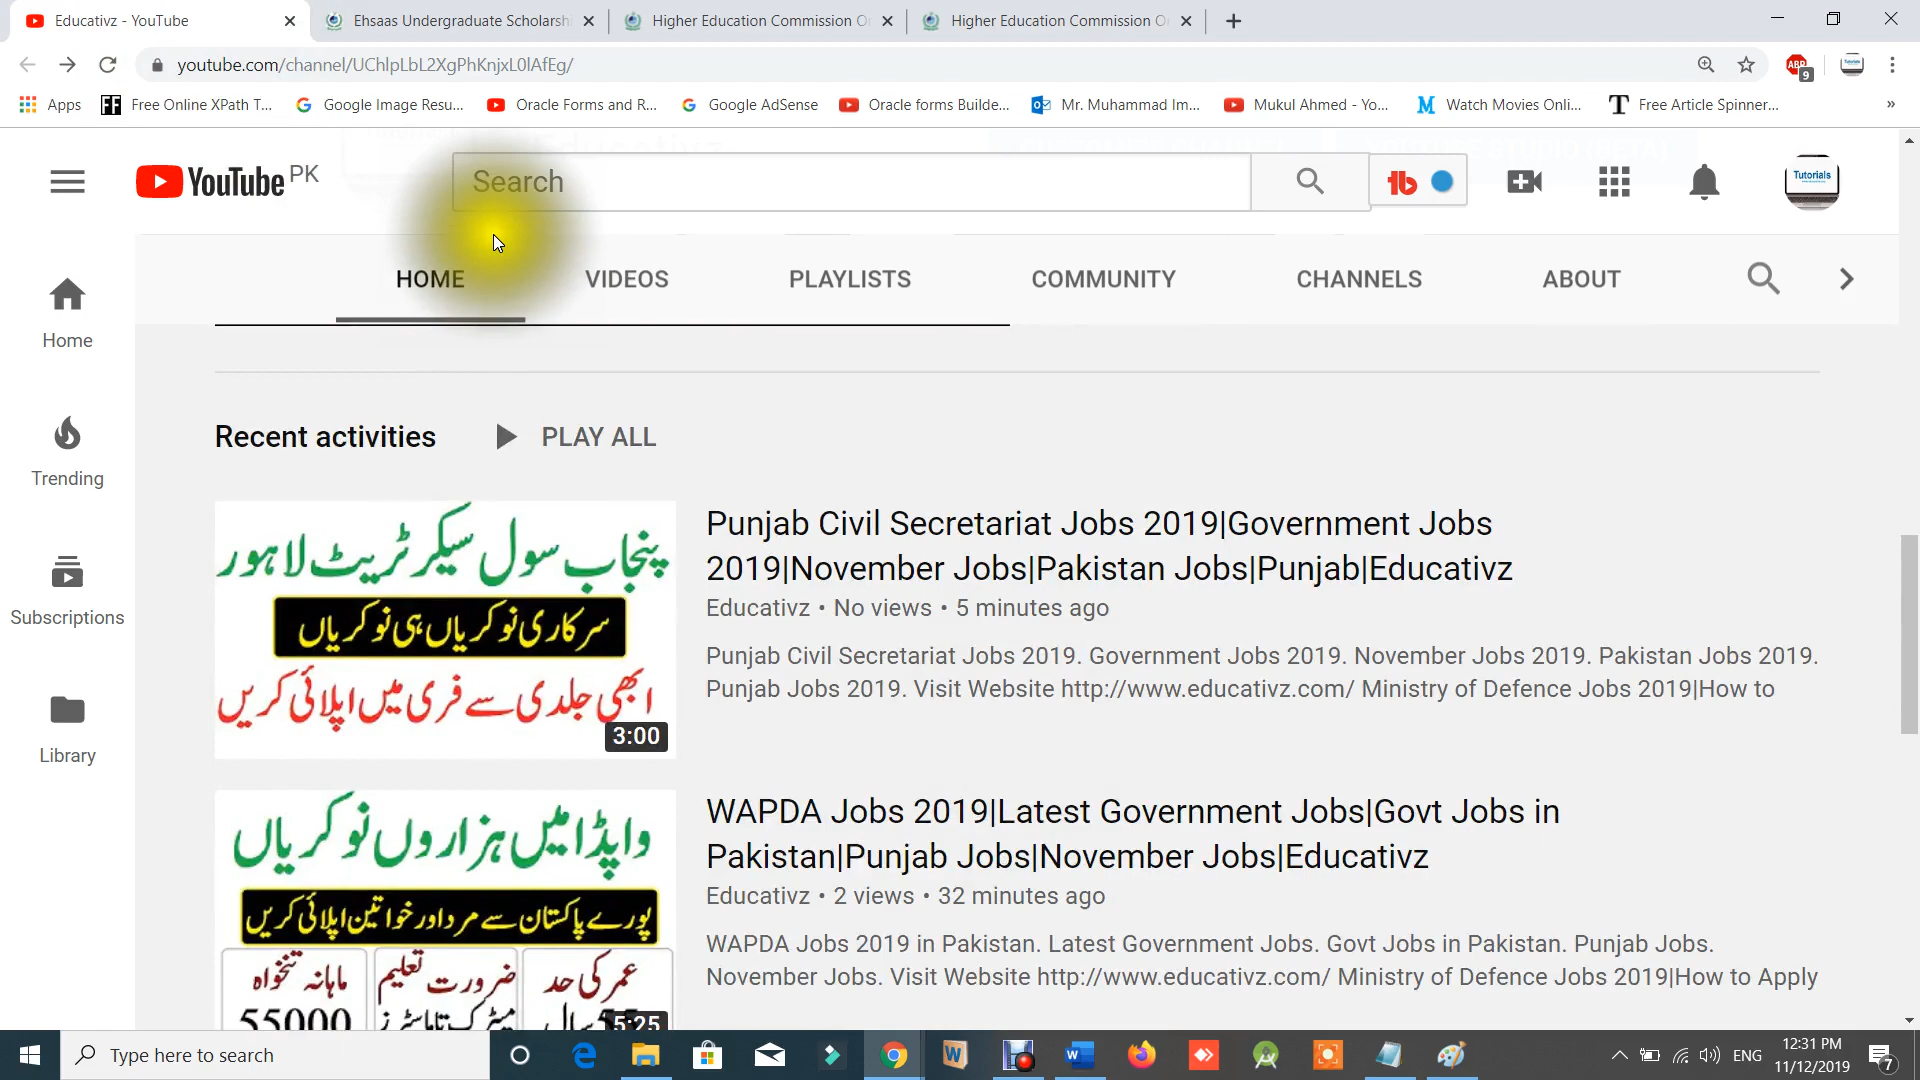 Educativz - YouTube
Ehsaas Undergraduate Scholarsh
Higher Education Commission O
Higher Education Commission O
youtube.com/channel/UChlpLbL2XgPhKnjxL0lAfEg/
ABP
9
Apps
Free Online XPath T...
Google Image Resu...
Oracle Forms and R...
Google AdSense
Oracle forms Builde...
Mr. Muhammad Im...
Mukul Ahmed - Yo...
Watch Movies Onli...
Free Article Spinner...
YouTube PK
Search
Tutorials
HOME
VIDEOS
PLAYLISTS
COMMUNITY
CHANNELS
ABOUT
Home
Trending
Subscriptions
Library
Recent activities
PLAY ALL
پنجاب سول سیکرٹریٹ لاہور
سرکاری نوکریاں ہی نوکریاں
ابھی جلدی سے فری میں اپلائی کریں
3:00
Punjab Civil Secretariat Jobs 2019|Government Jobs
2019|November Jobs|Pakistan Jobs|Punjab|Educativz
Educativz • No views • 5 minutes ago
Punjab Civil Secretariat Jobs 2019. Government Jobs 2019. November Jobs 2019. Pakistan Jobs 2019.
Punjab Jobs 2019. Visit Website http://www.educativz.com/ Ministry of Defence Jobs 2019|How to
واپڈا میں ہزاروں نوکریاں
پورے پاکستان سے مرد اور خواتین اپلائی کریں
عمر کی حد
ضرورت تعلیم
ماہانہ تنخواہ
سال
میٹرک تا ماسٹرز
55000
5:25
WAPDA Jobs 2019|Latest Government Jobs|Govt Jobs in
Pakistan|Punjab Jobs|November Jobs|Educativz
Educativz • 2 views • 32 minutes ago
WAPDA Jobs 2019 in Pakistan. Latest Government Jobs. Govt Jobs in Pakistan. Punjab Jobs.
November Jobs. Visit Website http://www.educativz.com/ Ministry of Defence Jobs 2019|How to Apply
Type here to search
ENG
12:31 PM
11/12/2019
7